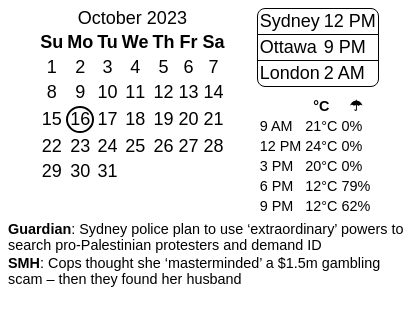 October 2023
Su Mo Tu We Th Fr Sa
1 2 3 4 5 6 7
8 9 10 11 12 13 14
15 16 17 18 19 20 21
22 23 24 25 26 27 28
29 30 31
Sydney 12 PM
Ottawa 9 PM
London 2 AM
°C ☂
9 AM 21°C 0%
12 PM 24°C 0%
3 PM 20°C 0%
6 PM 12°C 79%
9 PM 12°C 62%
Guardian: Sydney police plan to use ‘extraordinary’ powers to
search pro-Palestinian protesters and demand ID
SMH: Cops thought she ‘masterminded’ a $1.5m gambling
scam – then they found her husband